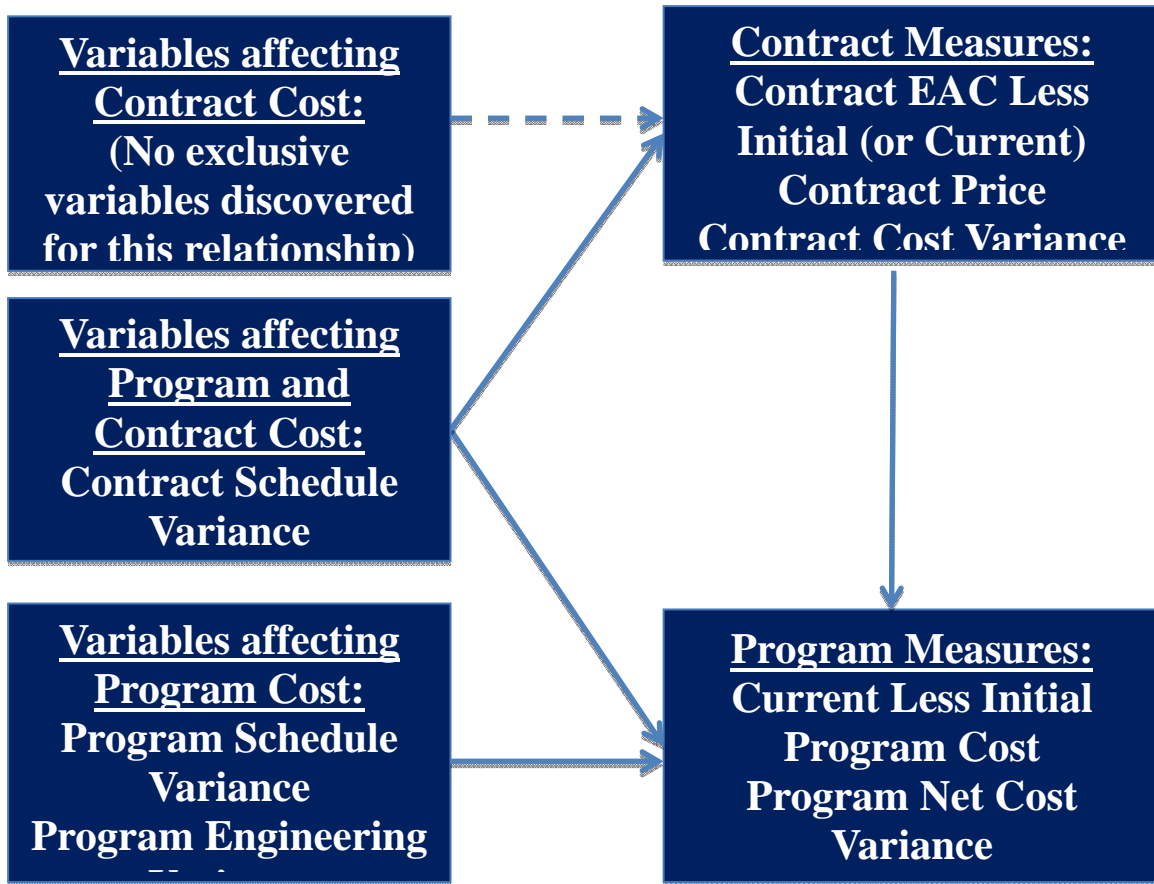 Variables affecting
Contract Cost:
(No exclusive
variables discovered
for this relationship)
Contract Measures:
Contract EAC Less
Initial (or Current)
Contract Price
Contract Cost Variance
Variables affecting
Program and
Contract Cost:
Contract Schedule
Variance
Variables affecting
Program Cost:
Program Schedule
Variance
Program Engineering
Program Measures:
Current Less Initial
Program Cost
Program Net Cost
Variance